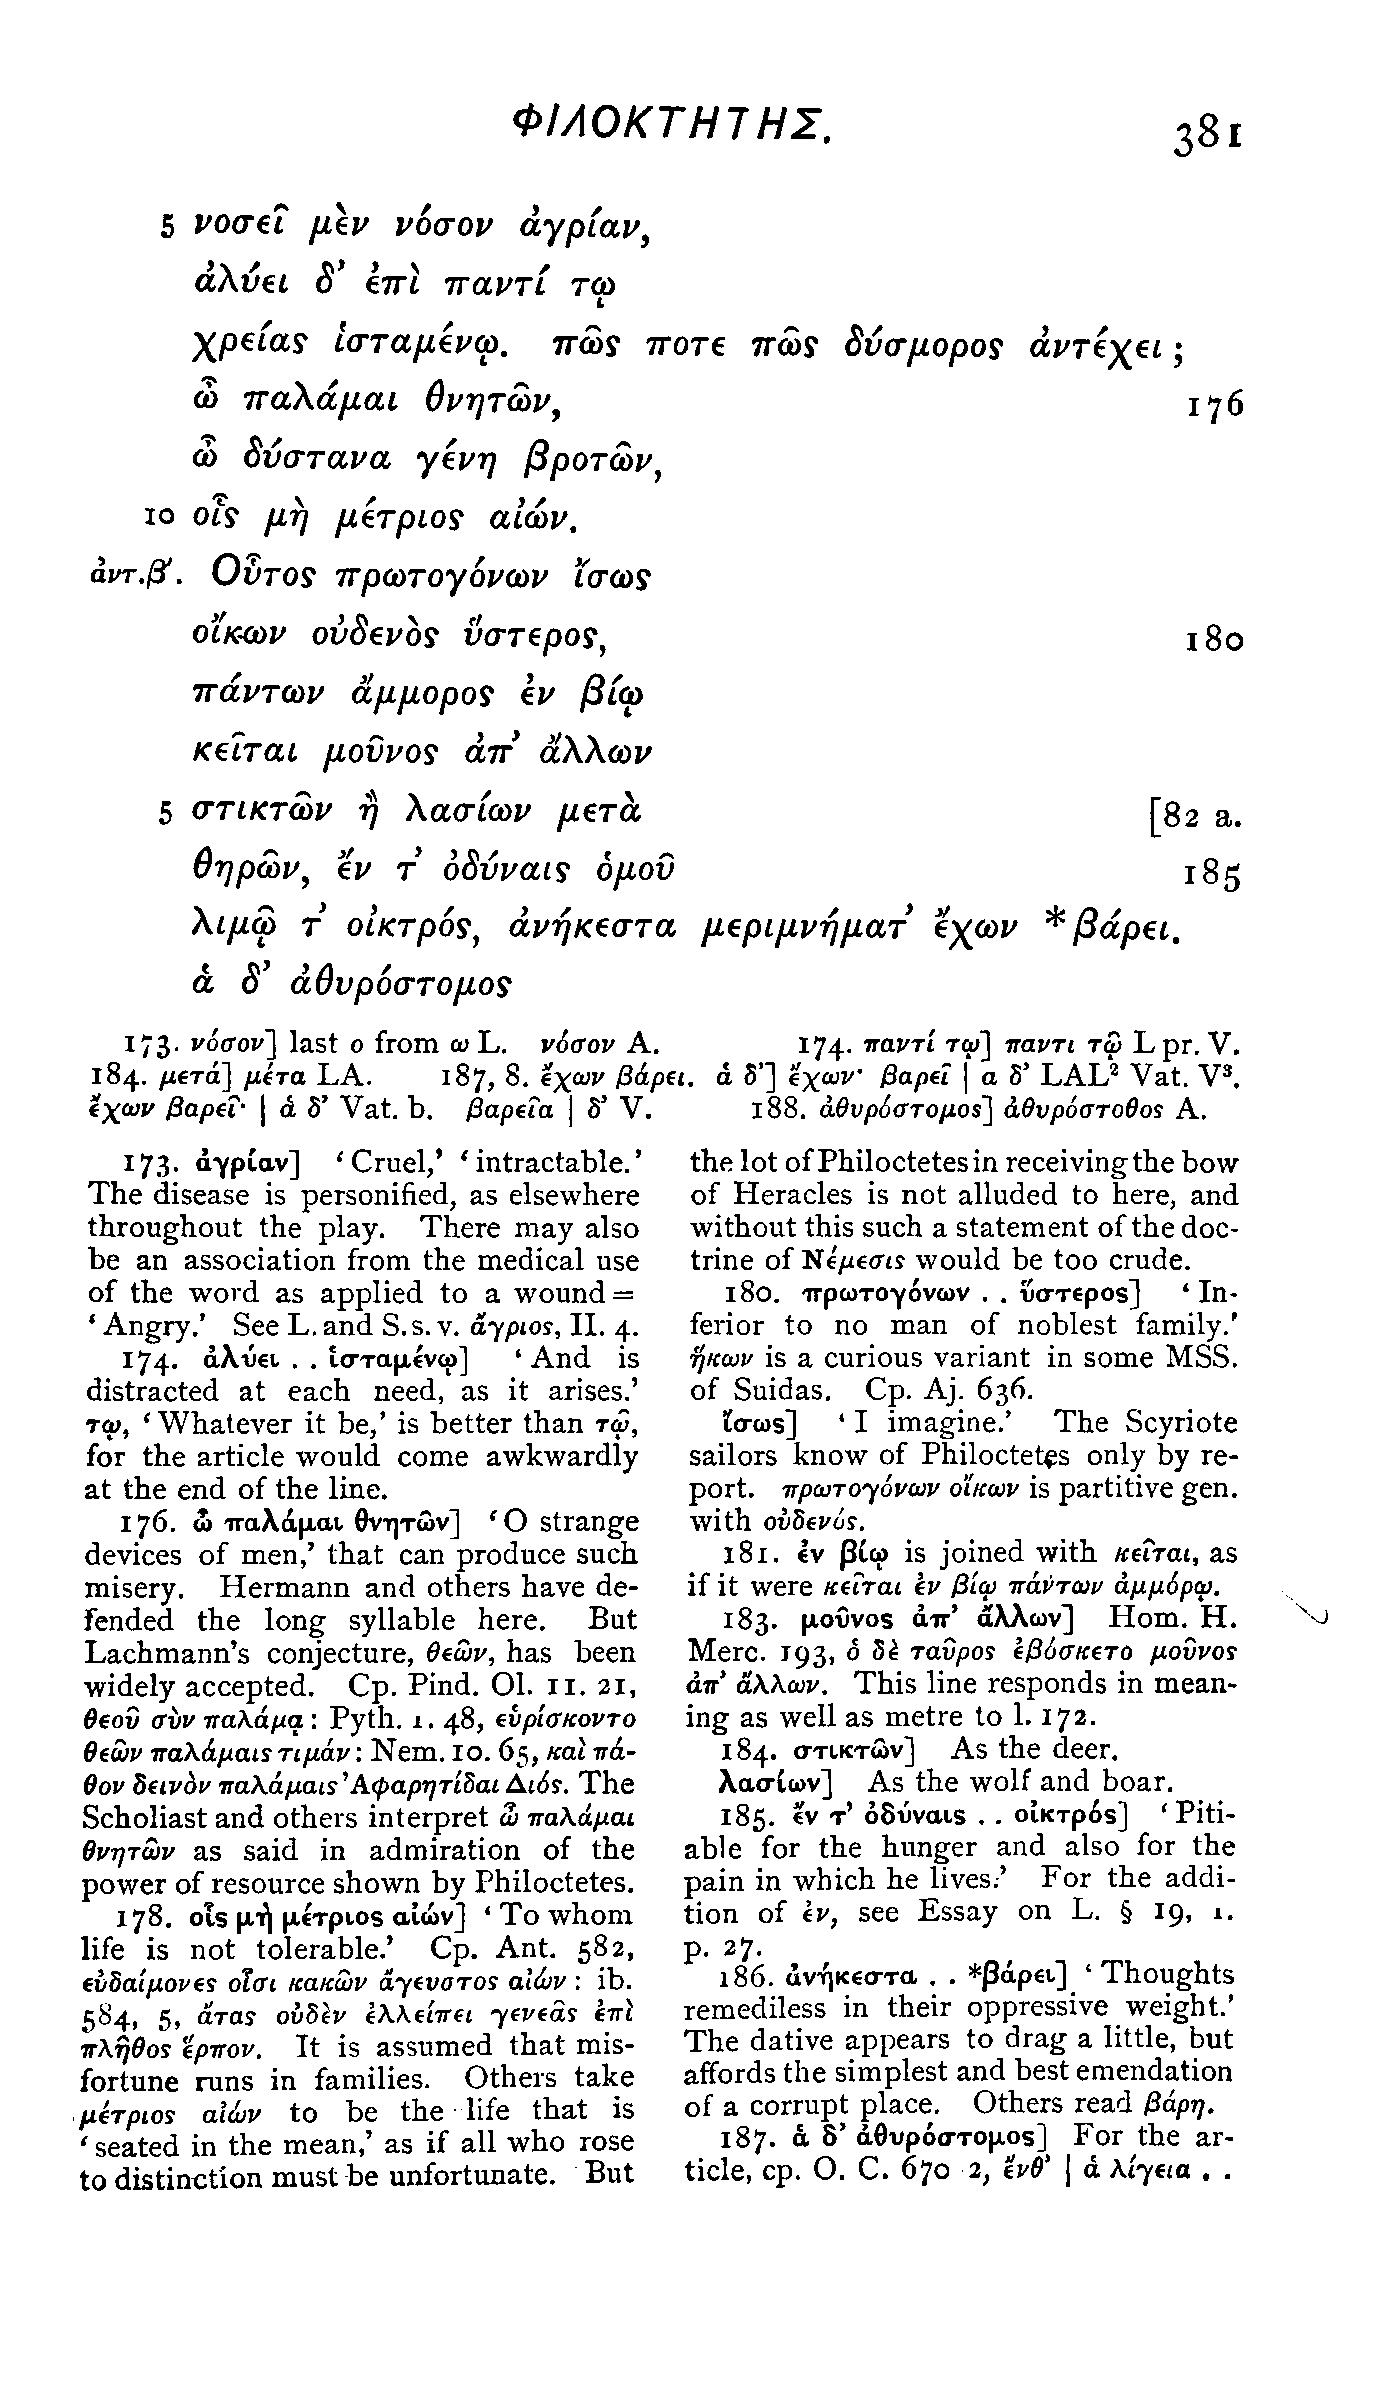 ΦΙΛΟΚΤΗΤΗΣ. 381
5 νοσεῖ μὲν νόσον ἀγρίαν,
ἀλύει δ’ ἐπὶ παντί τῳ
χρείας ἱσταμένῳ. πῶς ποτε πῶς δύσμορος ἀντέχει ;
ὦ παλάμαι θνητῶν, 176
ὦ δύστανα γένη βροτῶν,
10 οἷς μὴ μέτριος αἰών.
ἀντ.β′. Οὗτος πρωτογόνων ἴσως
οἴκων οὐδενὸς ὕστερος, 180
πάντων ἄμμορος ἐν βίῳ
κεῖται μοῦνος ἀπ’ ἄλλων
5 στικτῶν ἢ λασίων μετὰ [82 a.
θηρῶν, ἔν τ’ ὀδύναις ὁμοῦ 185
λιμῷ τ’ οἰκτρός, ἀνήκεστα μεριμνήματ’ ἔχων *βάρει.
ἁ δ’ ἀθυρόστομος
173. νόσον] last ο from ω L. νόσον A. 174. παντί τῳ] παντι τῷ L pr. V.
184. μετά] μέτα LA. 187, 8. ἔχων βάρει. ἁ δ’] ἔχων· βαρεῖ | α δ’ LAL² Vat. V³.
ἔχων βαρεῖ· | ἁ δ’ Vat. b. βαρεῖα | δ’ V. 188. ἀθυρόστομος] ἀθυρόστοθος A.
173. ἀγρίαν] ‘Cruel,’ ‘intractable.’
The disease is personified, as elsewhere
throughout the play. There may also
be an association from the medical use
of the word as applied to a wound =
‘Angry.’ See L. and S. s. v. ἄγριος, II. 4.
174. ἀλύει . . ἱσταμένῳ] ‘And is
distracted at each need, as it arises.’
τῳ, ‘Whatever it be,’ is better than τῷ,
for the article would come awkwardly
at the end of the line.
176. ὦ παλάμαι θνητῶν] ‘O strange
devices of men,’ that can produce such
misery. Hermann and others have de-
fended the long syllable here. But
Lachmann’s conjecture, θεῶν, has been
widely accepted. Cp. Pind. Ol. 11. 21,
θεοῦ σὺν παλάμᾳ : Pyth. 1. 48, εὑρίσκοντο
θεῶν παλάμαις τιμάν : Nem. 10. 65, καὶ πά-
θον δεινὸν παλάμαις Ἀφαρητίδαι Διός. The
Scholiast and others interpret ὦ παλάμαι
θνητῶν as said in admiration of the
power of resource shown by Philoctetes.
178. οἷς μὴ μέτριος αἰών] ‘To whom
life is not tolerable.’ Cp. Ant. 582,
εὐδαίμονες οἷσι κακῶν ἄγευστος αἰών : ib.
584, 5, ἄτας οὐδὲν ἐλλείπει γενεᾶς ἐπὶ
πλῆθος ἕρπον. It is assumed that mis-
fortune runs in families. Others take
μέτριος αἰών to be the life that is
‘seated in the mean,’ as if all who rose
to distinction must be unfortunate. But
the lot of Philoctetes in receiving the bow
of Heracles is not alluded to here, and
without this such a statement of the doc-
trine of Νέμεσις would be too crude.
180. πρωτογόνων . . ὕστερος] ‘In-
ferior to no man of noblest family.’
ἥκων is a curious variant in some MSS.
of Suidas. Cp. Aj. 636.
ἴσως] ‘I imagine.’ The Scyriote
sailors know of Philoctetes only by re-
port. πρωτογόνων οἴκων is partitive gen.
with οὐδενός.
181. ἐν βίῳ is joined with κεῖται, as
if it were κεῖται ἐν βίῳ πάντων ἀμμόρῳ.
183. μοῦνος ἀπ’ ἄλλων] Hom. H.
Merc. 193, ὁ δὲ ταῦρος ἐβόσκετο μοῦνος
ἀπ’ ἄλλων. This line responds in mean-
ing as well as metre to l. 172.
184. στικτῶν] As the deer.
λασίων] As the wolf and boar.
185. ἔν τ’ ὀδύναις . . οἰκτρός] ‘Piti-
able for the hunger and also for the
pain in which he lives.’ For the addi-
tion of ἐν, see Essay on L. § 19, 1.
p. 27.
186. ἀνήκεστα . . *βάρει] ‘Thoughts
remediless in their oppressive weight.’
The dative appears to drag a little, but
affords the simplest and best emendation
of a corrupt place. Others read βάρη.
187. ἁ δ’ ἀθυρόστομος] For the ar-
ticle, cp. O. C. 670 2, ἔνθ’ | ἁ λίγεια . .